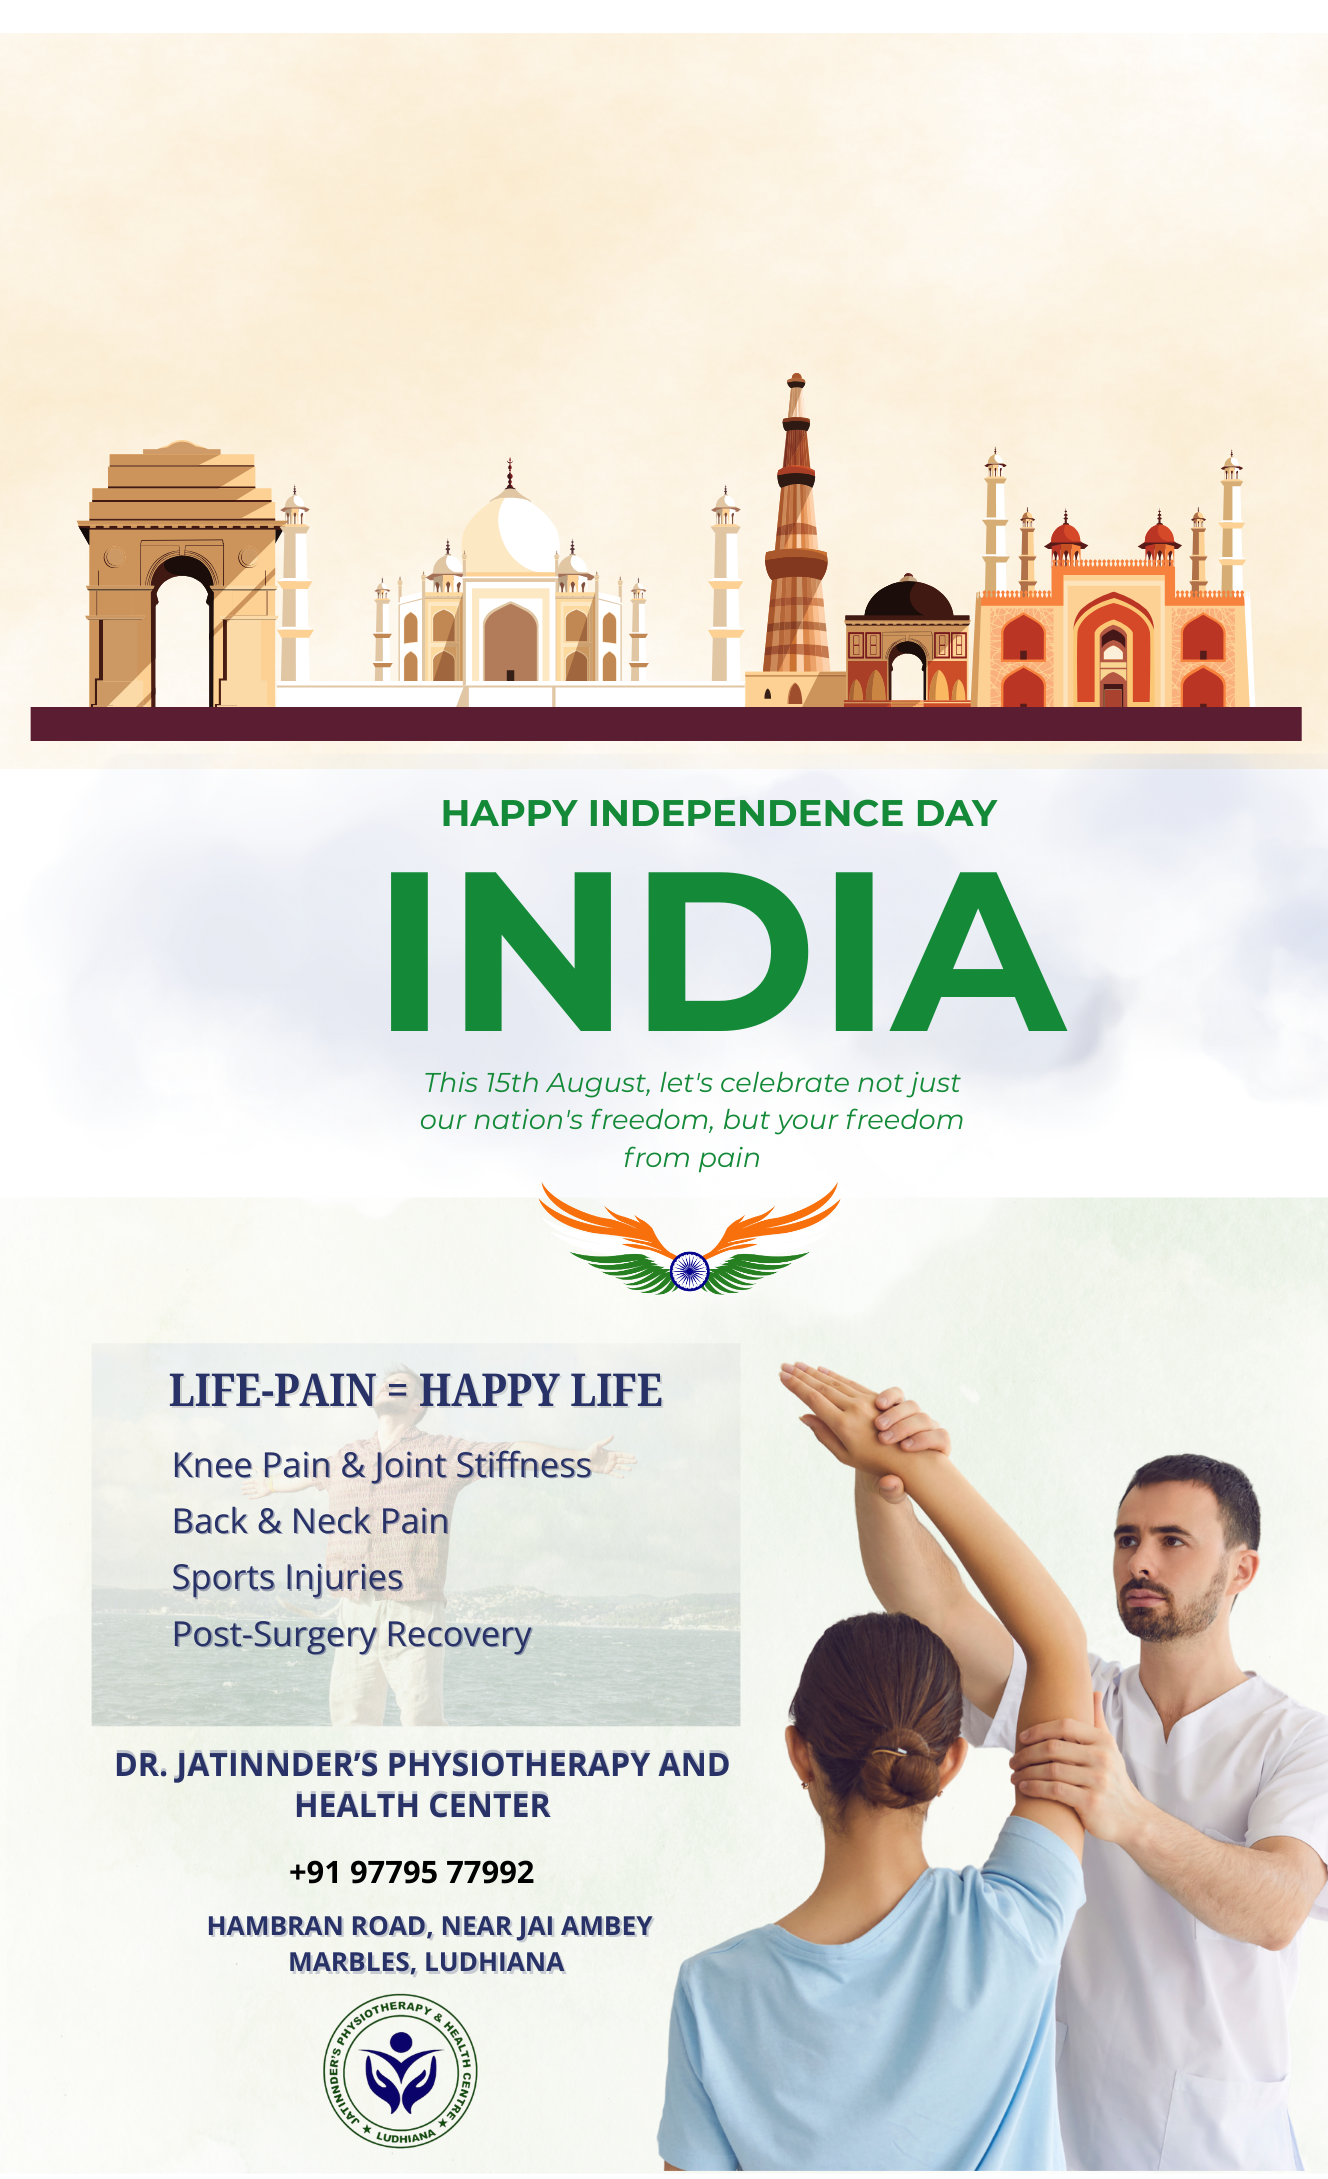 HAPPY INDEPENDENCE DAY
INDIA
This 15th August, let's celebrate not just
our nation's freedom, but your freedom
from pain
LIFE-PAIN = HAPPY LIFE
Knee Pain & Joint Stiffness
Back & Neck Pain
Sports Injuries
Post-Surgery Recovery
DR. JATINNDER'S PHYSIOTHERAPY AND
HEALTH CENTER
+91 97795 77992
HAMBRAN ROAD, NEAR JAI AMBEY
MARBLES, LUDHIANA
JATINNDER'S PHYSIOTHERAPY & HEALTH CENTRE
★ LUDHIANA ★